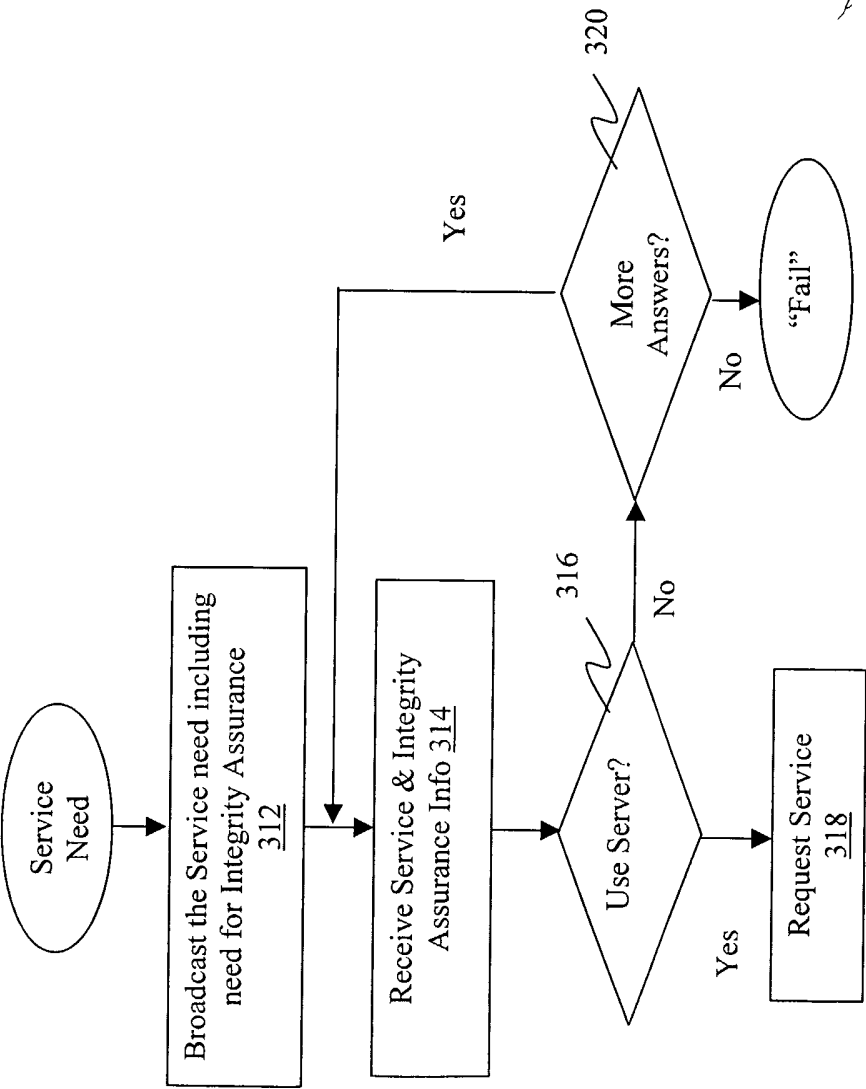 Service
Need
Broadcast the Service need including
need for Integrity Assurance
312
Receive Service & Integrity
Assurance Info 314
Use Server?
316
No
Yes
Request Service
318
More
Answers?
320
Yes
No
“Fail”